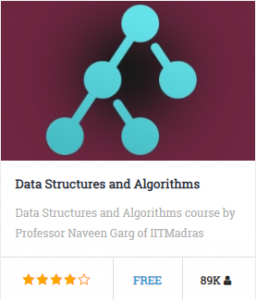 Data Structures and Algorithms
Data Structures and Algorithms course by
Professor Naveen Garg of IITMadras
FREE 89K